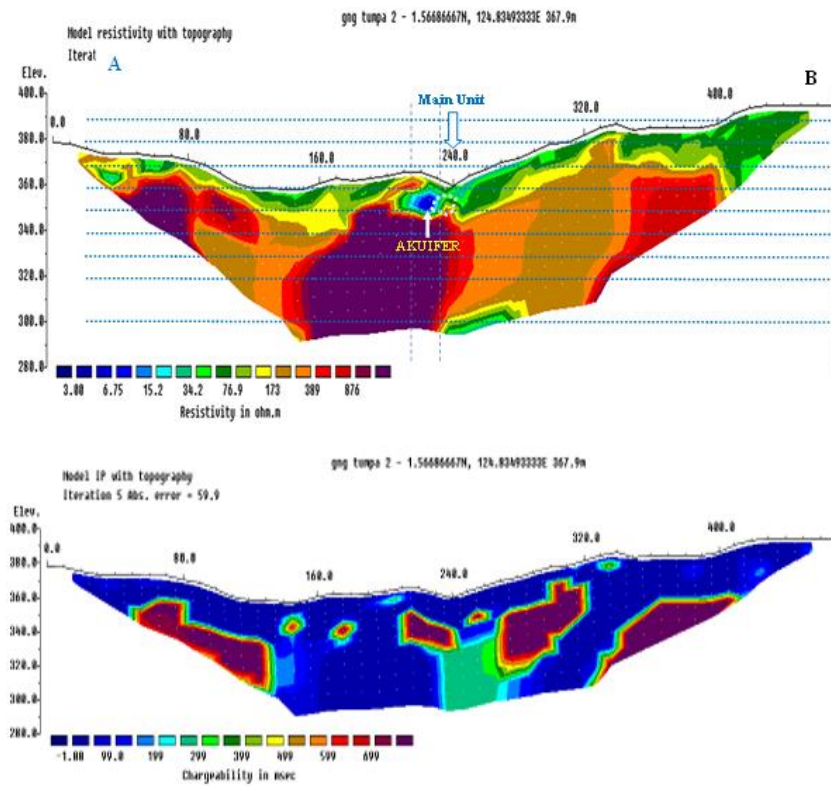 gng tumpa 2 - 1.56686667N, 124.83493333E 367.9m
Model resistivity with topography
Iterat
A
Elev.
B
400.0
Main Unit
0.0
320.0
400.0
380.0
80.0
160.0
240.0
360.0
340.0
AKUIFER
320.0
300.0
280.0
3.00 6.75 15.2 34.2 76.9 173 389 876
Resistivity in ohm.m
gng tumpa 2 - 1.56686667N, 124.83493333E 367.9m
Model IP with topography
Iteration 5 Abs. error = 59.9
Elev.
400.0
0.0
320.0
400.0
380.0
80.0
160.0
240.0
360.0
340.0
320.0
300.0
280.0
-1.00 99.0 199 299 399 499 599 699
Chargeability in msec